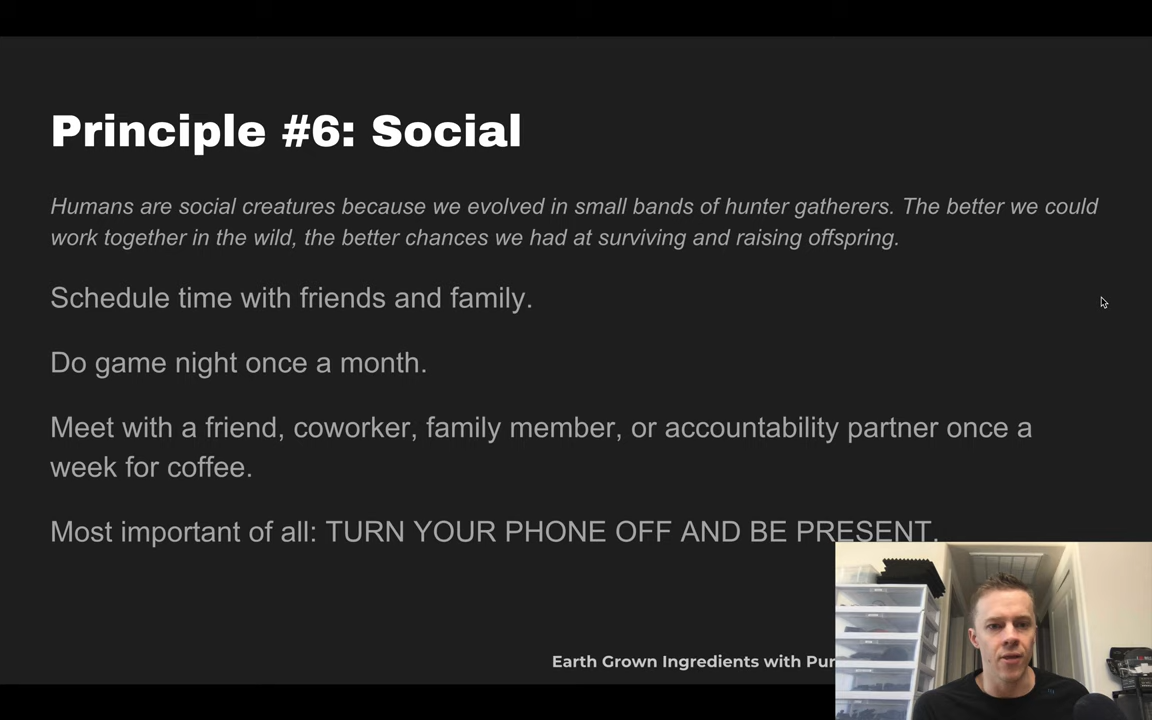 Principle #6: Social
Humans are social creatures because we evolved in small bands of hunter gatherers. The better we could
work together in the wild, the better chances we had at surviving and raising offspring.
Schedule time with friends and family.
Do game night once a month.
Meet with a friend, coworker, family member, or accountability partner once a
week for coffee.
Most important of all: TURN YOUR PHONE OFF AND BE PRESENT.
Earth Grown Ingredients with